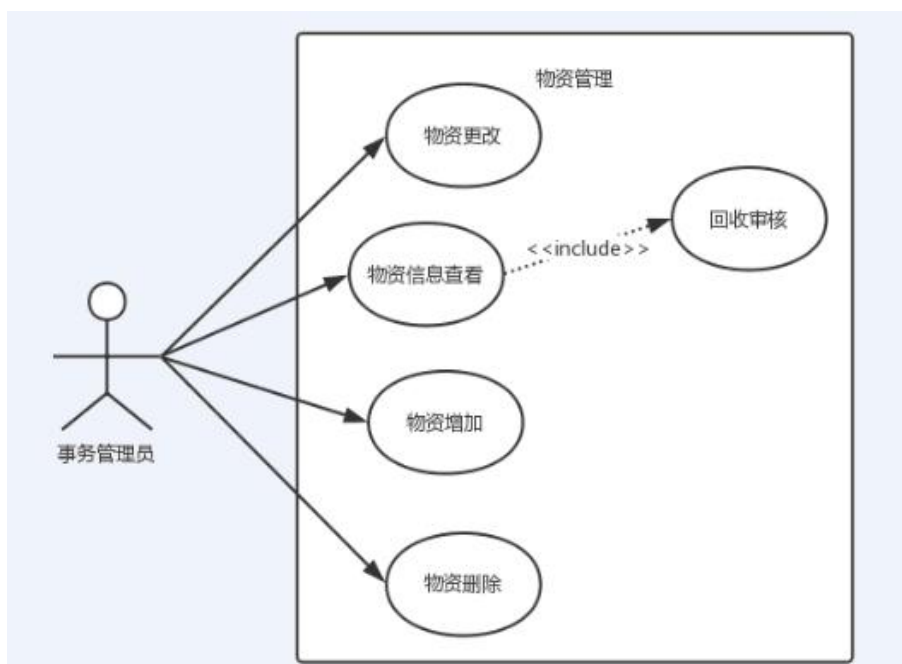 物资管理
物资更改
回收审核
<<include>>
物资信息查看
物资增加
事务管理员
物资删除